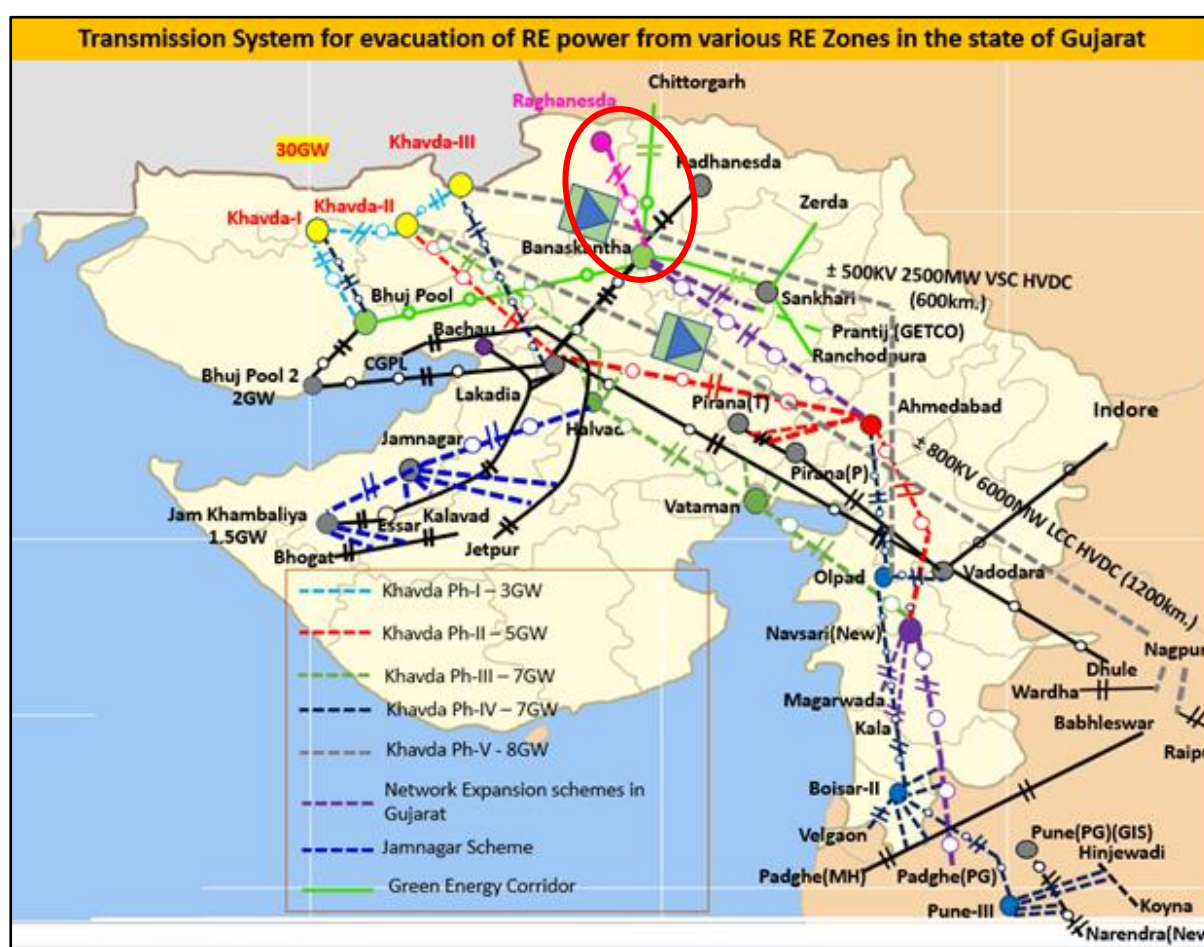 Transmission System for evacuation of RE power from various RE Zones in the state of Gujarat
Chittorgarh
Raghanesda
30GW
Khavda-III
Radhanesda
Khavda-I
Khavda-II
Zerda
Banaskantha
± 500KV 2500MW VSC HVDC
(600km.)
Bhuj Pool
Sankhari
Bachau
Prantij (GETCO)
Ranchodpura
CGPL
Bhuj Pool 2
2GW
Lakadia
Pirana(T)
Ahmedabad
Indore
Halvad
Jamnagar
Pirana(P)
± 800KV 6000MW LCC HVDC (1200km.)
Vataman
Jam Khambaliya
1.5GW
Essar
Kalavad
Bhogat
Jetpur
Olpad
Vadodara
Khavda Ph-I – 3GW
Khavda Ph-II – 5GW
Navsari(New)
Nagpur
Dhule
Khavda Ph-III – 7GW
Wardha
Magarwada
Khavda Ph-IV – 7GW
Kala
Babhleswar
Khavda Ph-V - 8GW
Raipu
Network Expansion schemes in
Gujarat
Boisar-II
Velgaon
Jamnagar Scheme
Pune(PG)(GIS)
Hinjewadi
Padghe(MH)
Padghe(PG)
Green Energy Corridor
Pune-III
Koyna
Narendra(New